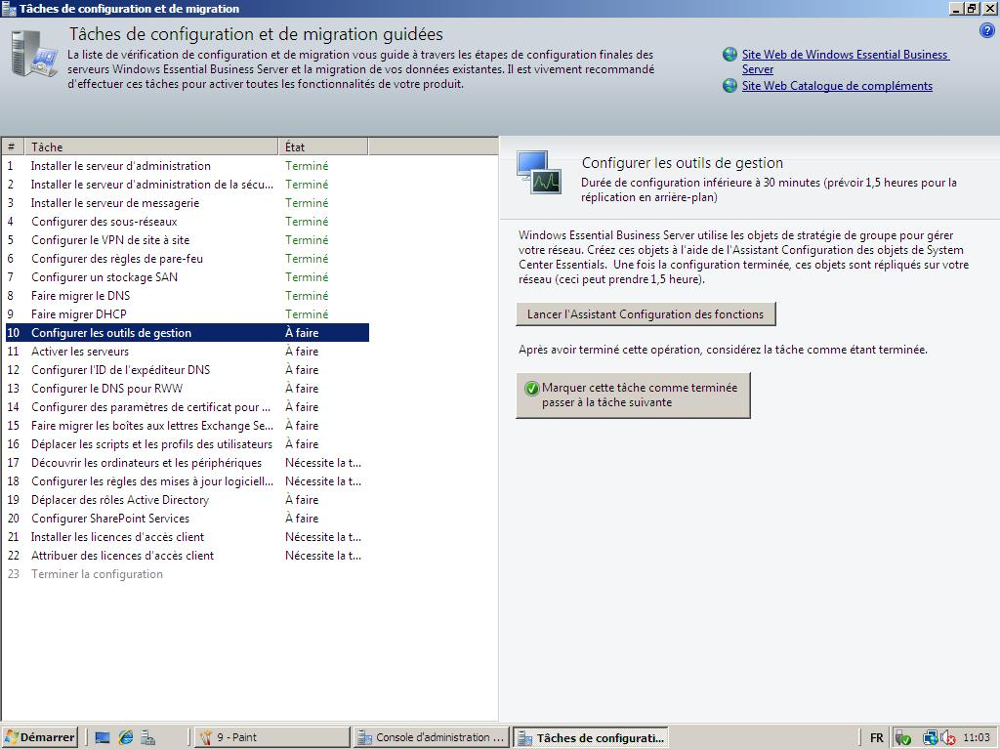 Tâches de configuration et de migration
Tâches de configuration et de migration guidées
La liste de vérification de configuration et de migration vous guide à travers les étapes de configuration finales des
serveurs Windows Essential Business Server et la migration de vos données existantes. Il est vivement recommandé
d'effectuer ces tâches pour activer toutes les fonctionnalités de votre produit.
Site Web de Windows Essential Business
Server
Site Web Catalogue de compléments
# Tâche État
1 Installer le serveur d'administration Terminé
2 Installer le serveur d'administration de la sécu... Terminé
3 Installer le serveur de messagerie Terminé
4 Configurer des sous-réseaux Terminé
5 Configurer le VPN de site à site Terminé
6 Configurer des règles de pare-feu Terminé
7 Configurer un stockage SAN Terminé
8 Faire migrer le DNS Terminé
9 Faire migrer DHCP Terminé
10 Configurer les outils de gestion À faire
11 Activer les serveurs À faire
12 Configurer l'ID de l'expéditeur DNS À faire
13 Configurer le DNS pour RWW À faire
14 Configurer des paramètres de certificat pour ... À faire
15 Faire migrer les boîtes aux lettres Exchange Se... À faire
16 Déplacer les scripts et les profils des utilisateurs À faire
17 Découvrir les ordinateurs et les périphériques Nécessite la t...
18 Configurer les règles des mises à jour logiciell... Nécessite la t...
19 Déplacer des rôles Active Directory À faire
20 Configurer SharePoint Services À faire
21 Installer les licences d'accès client Nécessite la t...
22 Attribuer des licences d'accès client Nécessite la t...
23 Terminer la configuration
Configurer les outils de gestion
Durée de configuration inférieure à 30 minutes (prévoir 1,5 heures pour la
réplication en arrière-plan)
Windows Essential Business Server utilise les objets de stratégie de groupe pour gérer
votre réseau. Créez ces objets à l'aide de l'Assistant Configuration des objets de System
Center Essentials. Une fois la configuration terminée, ces objets sont répliqués sur votre
réseau (ceci peut prendre 1,5 heure).
Lancer l'Assistant Configuration des fonctions
Après avoir terminé cette opération, considérez la tâche comme étant terminée.
Marquer cette tâche comme terminée
passer à la tâche suivante
Démarrer 9 - Paint Console d'administration ... Tâches de configurati... FR 11:03